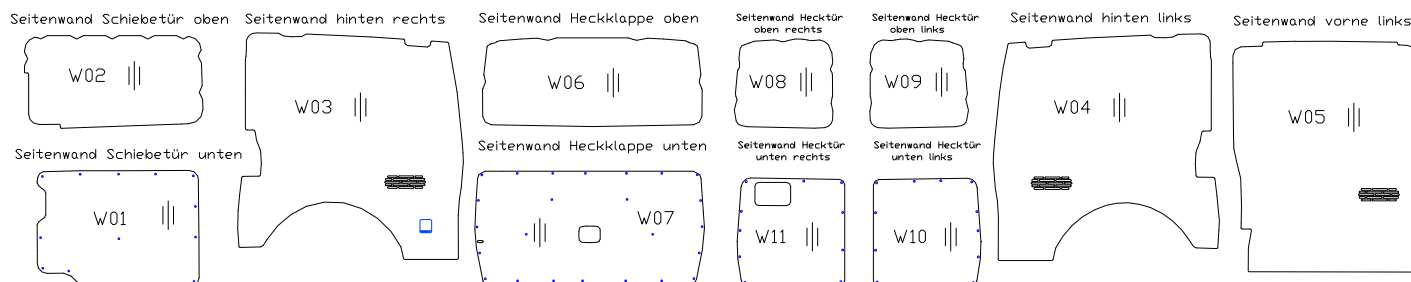 Seitenwand Schiebetür oben
W02
Seitenwand Schiebetür unten
W01
Seitenwand hinten rechts
W03
Seitenwand Heckklappe oben
W06
Seitenwand Heckklappe unten
W07
Seitenwand Hecktür
oben rechts
W08
Seitenwand Hecktür
unten rechts
W11
Seitenwand Hecktür
oben links
W09
Seitenwand Hecktür
unten links
W10
Seitenwand hinten links
W04
Seitenwand vorne links
W05